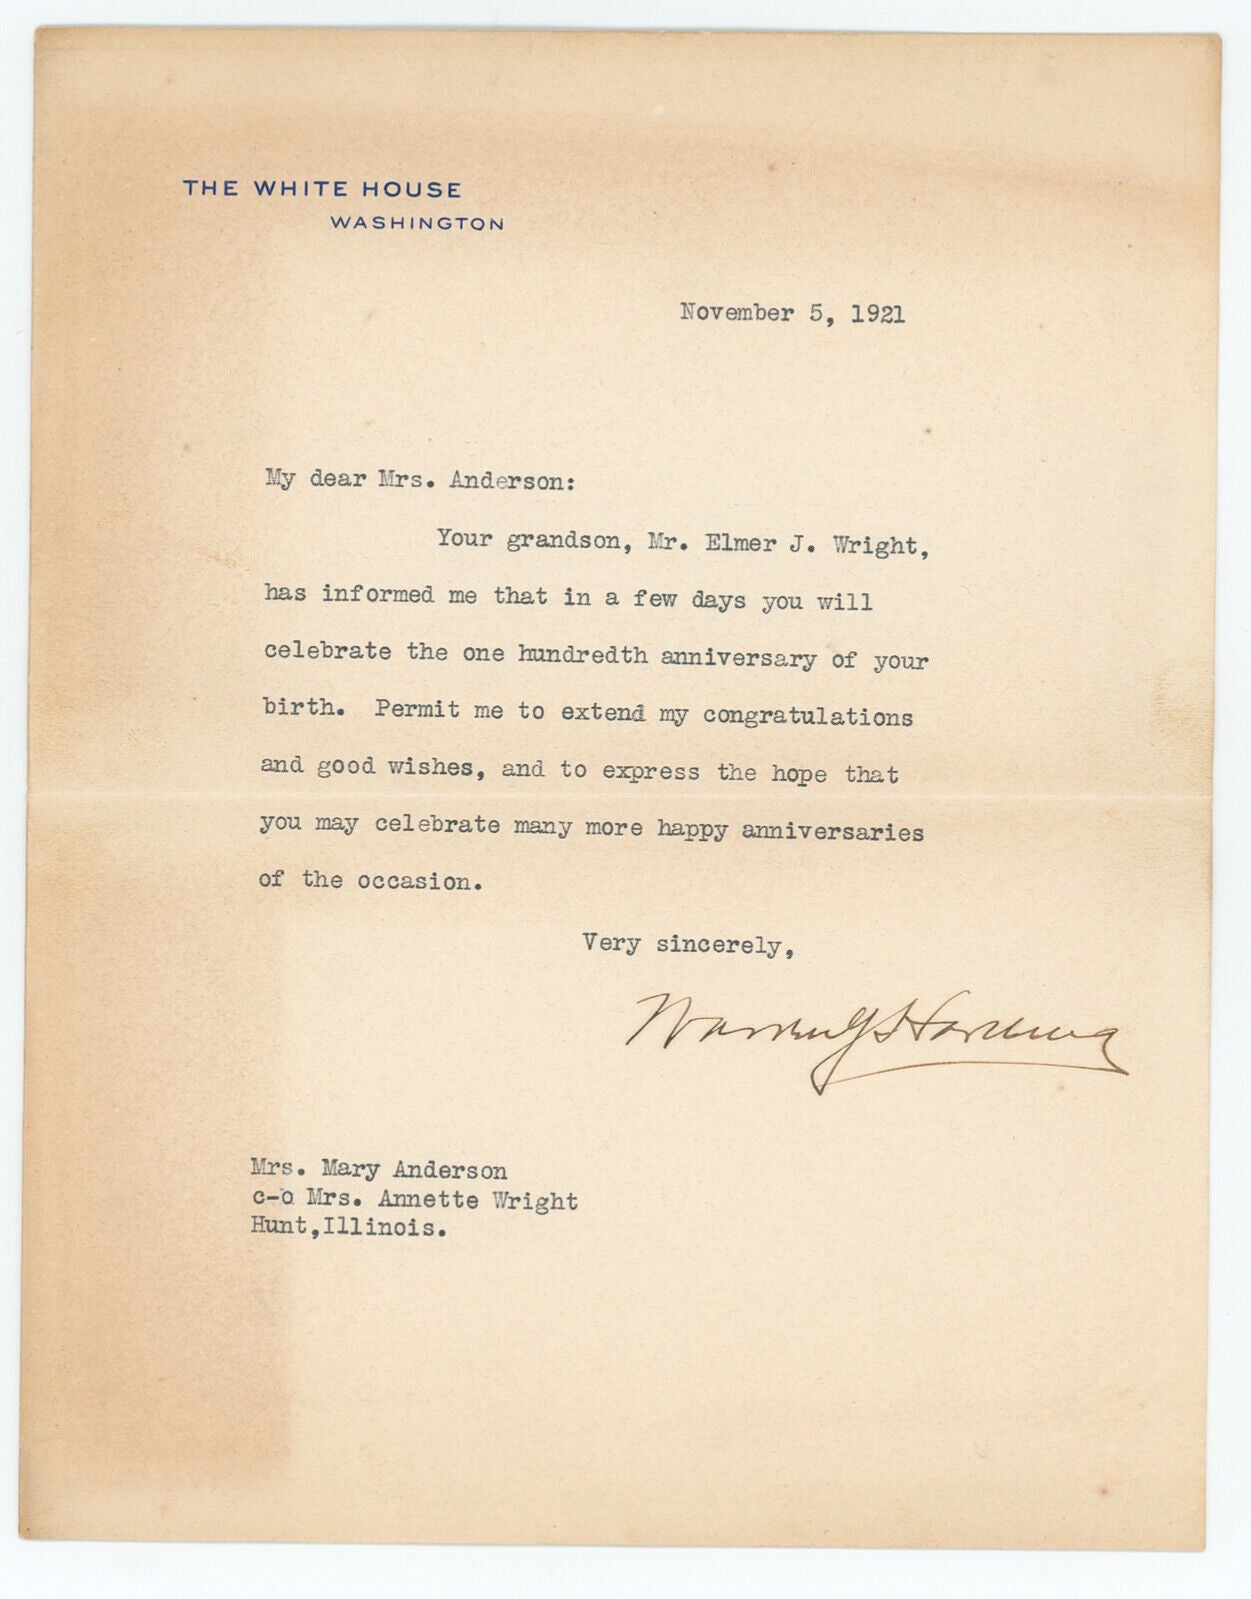 THE WHITE HOUSE
WASHINGTON
November 5, 1921
My dear Mrs. Anderson:
Your grandson, Mr. Elmer J. Wright,
has informed me that in a few days you will
celebrate the one hundredth anniversary of your
birth. Permit me to extend my congratulations
and good wishes, and to express the hope that
you may celebrate many more happy anniversaries
of the occasion.
Very sincerely,
Warren G Harding
Mrs. Mary Anderson
c-o Mrs. Annette Wright
Hunt,Illinois.